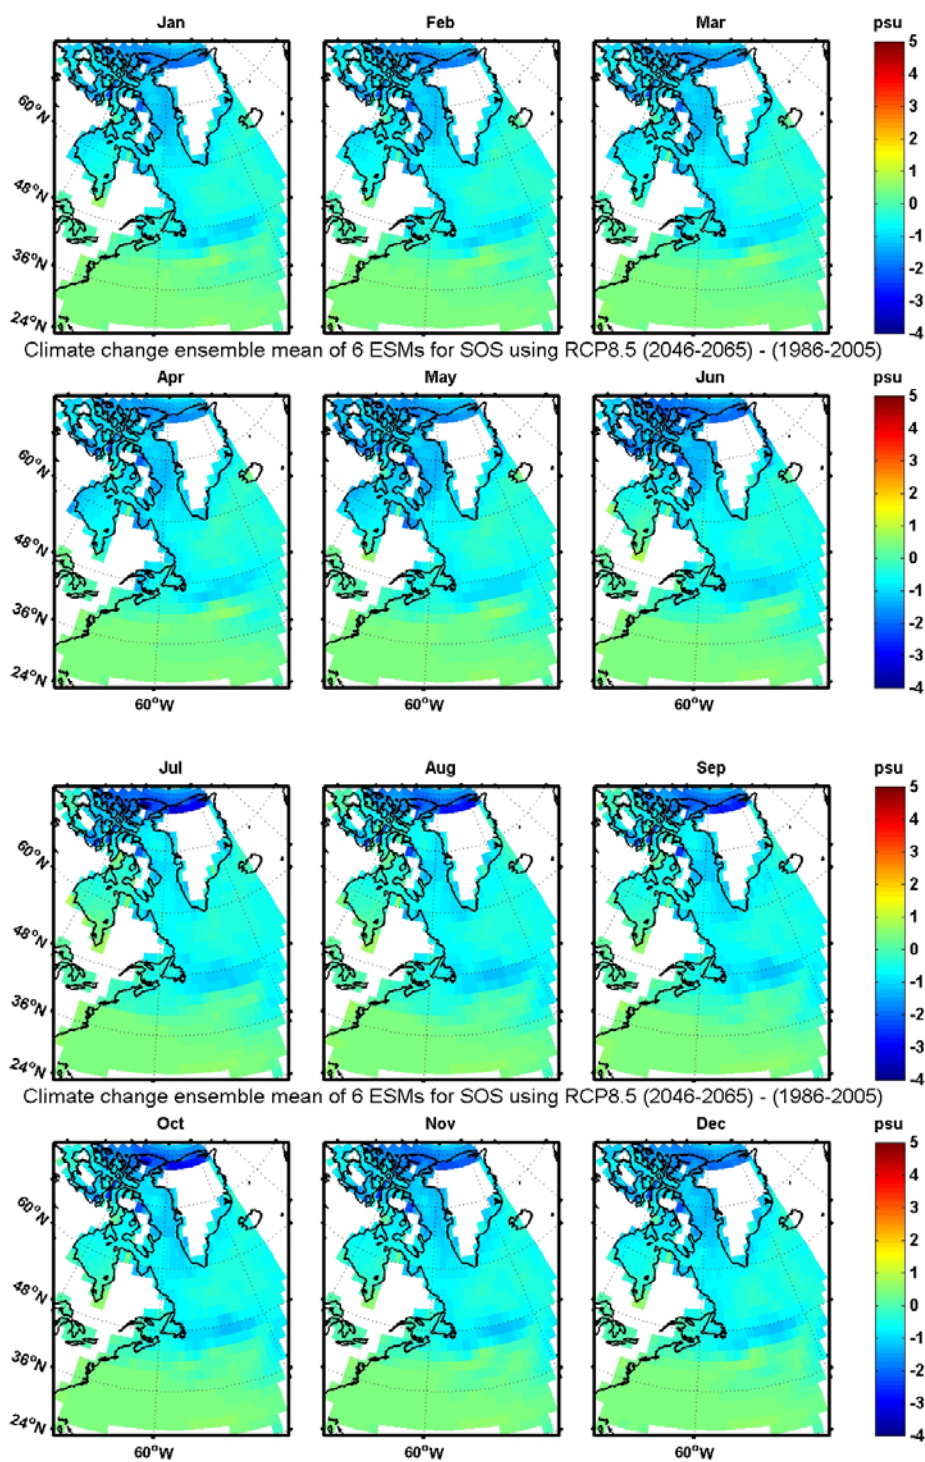 Jan Feb Mar psu
60°N
48°N
36°N
24°N
5
4
3
2
1
0
-1
-2
-3
-4
Climate change ensemble mean of 6 ESMs for SOS using RCP8.5 (2046-2065) - (1986-2005)
Apr May Jun psu
60°N
48°N
36°N
24°N
60°W 60°W 60°W
5
4
3
2
1
0
-1
-2
-3
-4
Jul Aug Sep psu
60°N
48°N
36°N
24°N
5
4
3
2
1
0
-1
-2
-3
-4
Climate change ensemble mean of 6 ESMs for SOS using RCP8.5 (2046-2065) - (1986-2005)
Oct Nov Dec psu
60°N
48°N
36°N
24°N
60°W 60°W 60°W
5
4
3
2
1
0
-1
-2
-3
-4